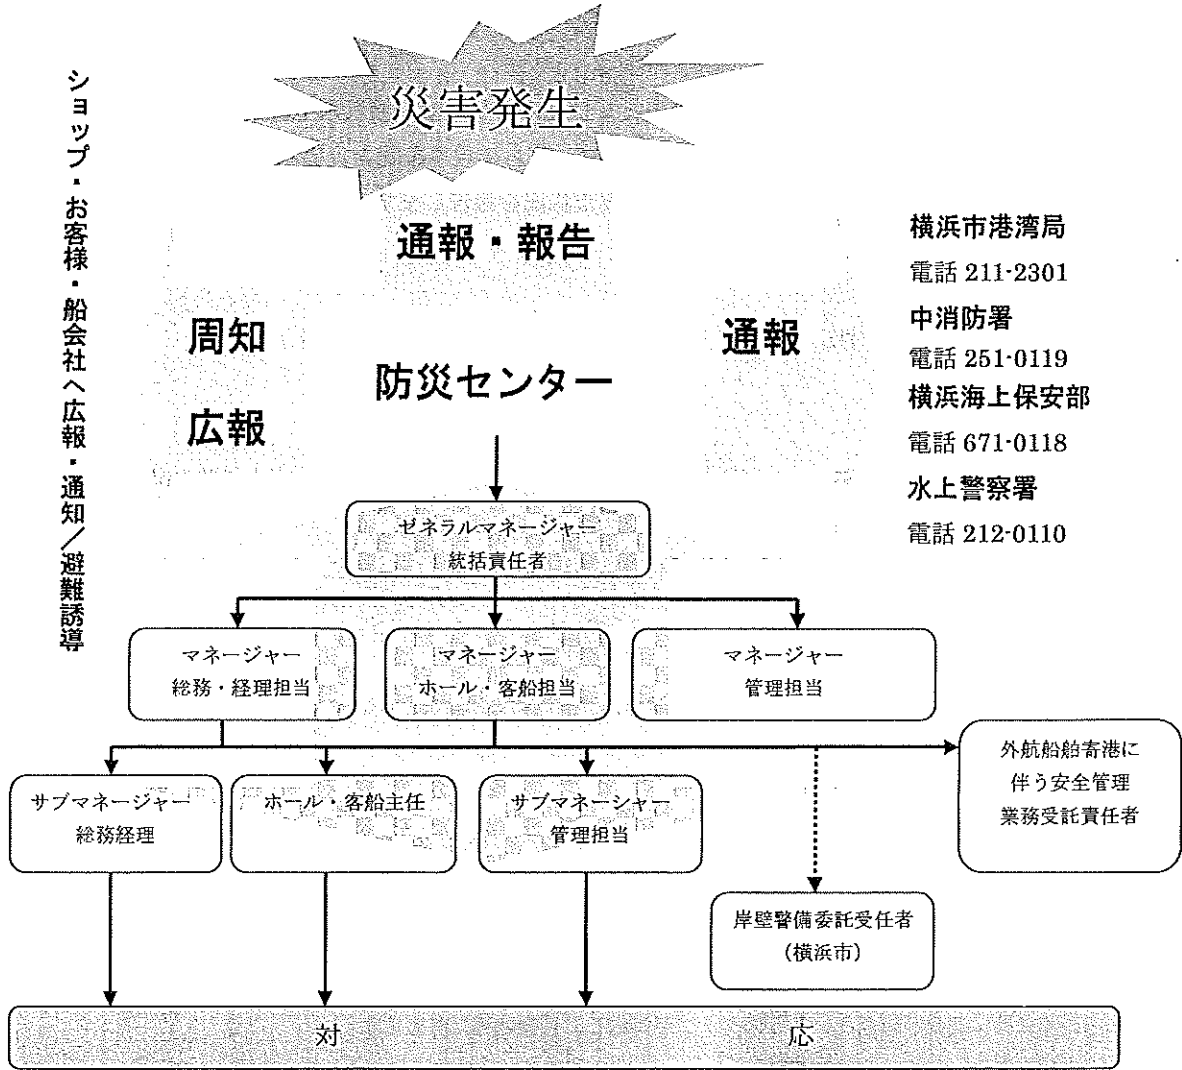 災害発生
ショップ・お客様・船会社へ広報・通知／避難誘導
通報・報告
周知
広報
防災センター
通報
横浜市港湾局
電話 211-2301
中消防署
電話 251-0119
横浜海上保安部
電話 671-0118
水上警察署
電話 212-0110
ゼネラルマネージャー
統括責任者
マネージャー
総務・経理担当
マネージャー
ホール・客船担当
マネージャー
管理担当
外航船舶寄港に
伴う安全管理
業務受託責任者
サブマネージャー
総務経理
ホール・客船主任
サブマネーシャー
管理担当
岸壁警備委託受任者
(横浜市)
対　応